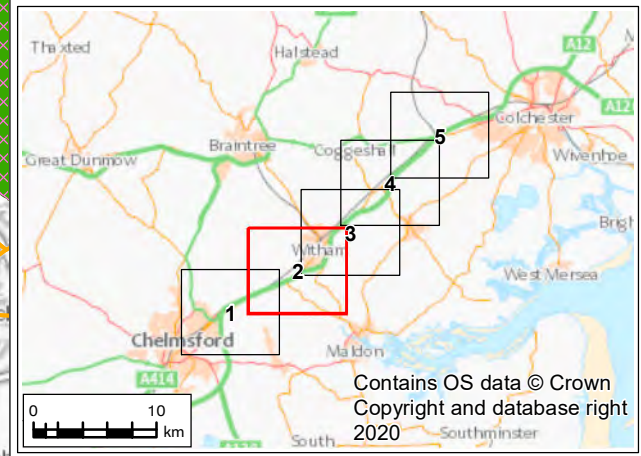 Thaxted
Halstead
A12
Colchester
A12
Braintree
Coggeshall
5
Great Dunmow
Wivenhoe
4
3
Witham
2
West Mersea
1
Chelmsford
Maldon
A414
Contains OS data © Crown
Copyright and database right
2020
0 10
km
South
Southminster